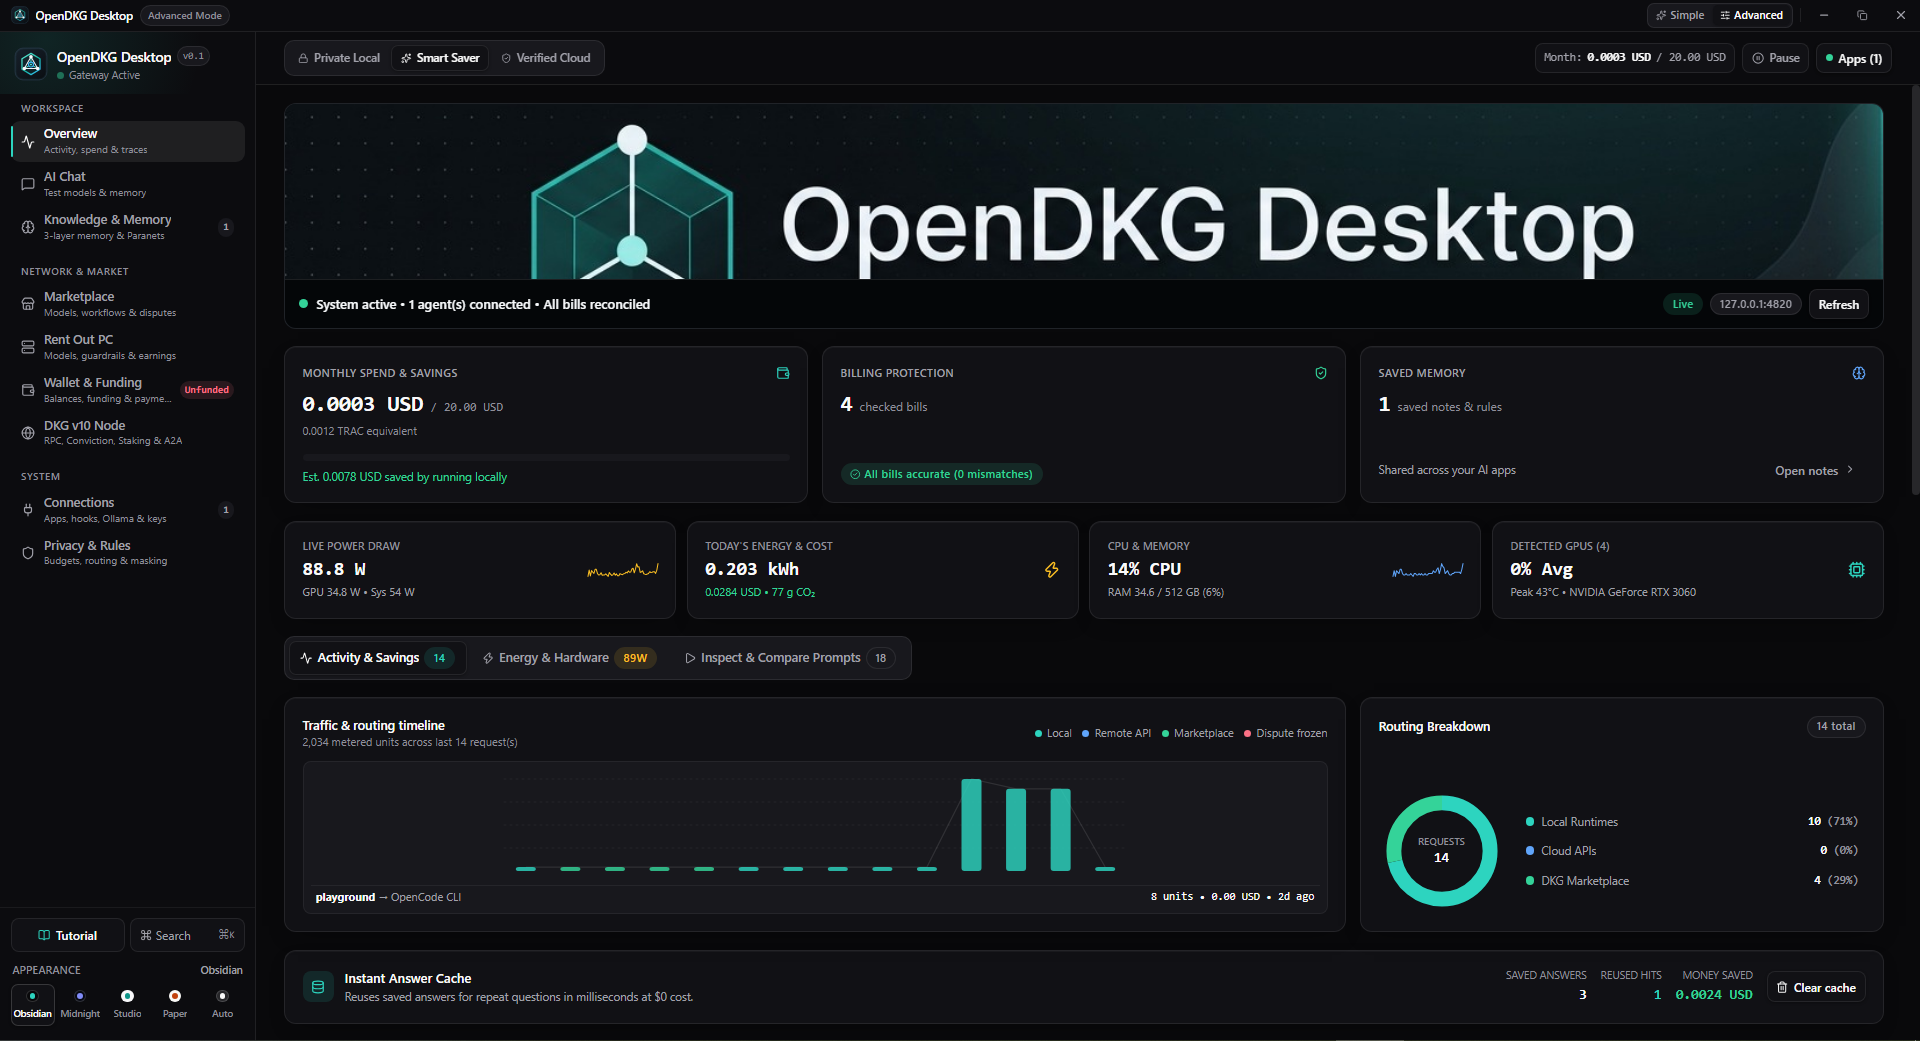 OpenDKG Desktop Advanced Mode
Simple Advanced
OpenDKG Desktop v0.1
Gateway Active
WORKSPACE
Overview
Activity, spend & traces
AI Chat
Test models & memory
Knowledge & Memory
3-layer memory & Paranets
1
NETWORK & MARKET
Marketplace
Models, workflows & disputes
Rent Out PC
Models, guardrails & earnings
Wallet & Funding
Balances, funding & payme...
Unfunded
DKG v10 Node
RPC, Conviction, Staking & A2A
SYSTEM
Connections
Apps, hooks, Ollama & keys
1
Privacy & Rules
Budgets, routing & masking
Tutorial
Search ⌘K
APPEARANCE Obsidian
Obsidian Midnight Studio Paper Auto
Private Local Smart Saver Verified Cloud
Month: 0.0003 USD / 20.00 USD Pause Apps (1)
OpenDKG Desktop
System active • 1 agent(s) connected • All bills reconciled
Live 127.0.0.1:4820 Refresh
MONTHLY SPEND & SAVINGS
0.0003 USD / 20.00 USD
0.0012 TRAC equivalent
Est. 0.0078 USD saved by running locally
BILLING PROTECTION
4 checked bills
All bills accurate (0 mismatches)
SAVED MEMORY
1 saved notes & rules
Shared across your AI apps Open notes
LIVE POWER DRAW
88.8 W
GPU 34.8 W • Sys 54 W
TODAY'S ENERGY & COST
0.203 kWh
0.0284 USD • 77 g CO₂
CPU & MEMORY
14% CPU
RAM 34.6 / 512 GB (6%)
DETECTED GPUS (4)
0% Avg
Peak 43°C • NVIDIA GeForce RTX 3060
Activity & Savings 14 Energy & Hardware 89W Inspect & Compare Prompts 18
Traffic & routing timeline
2,034 metered units across last 14 request(s)
Local Remote API Marketplace Dispute frozen
playground → OpenCode CLI
8 units • 0.00 USD • 2d ago
Routing Breakdown 14 total
REQUESTS
14
Local Runtimes 10 (71%)
Cloud APIs 0 (0%)
DKG Marketplace 4 (29%)
Instant Answer Cache
Reuses saved answers for repeat questions in milliseconds at $0 cost.
SAVED ANSWERS REUSED HITS MONEY SAVED
3 1 0.0024 USD
Clear cache